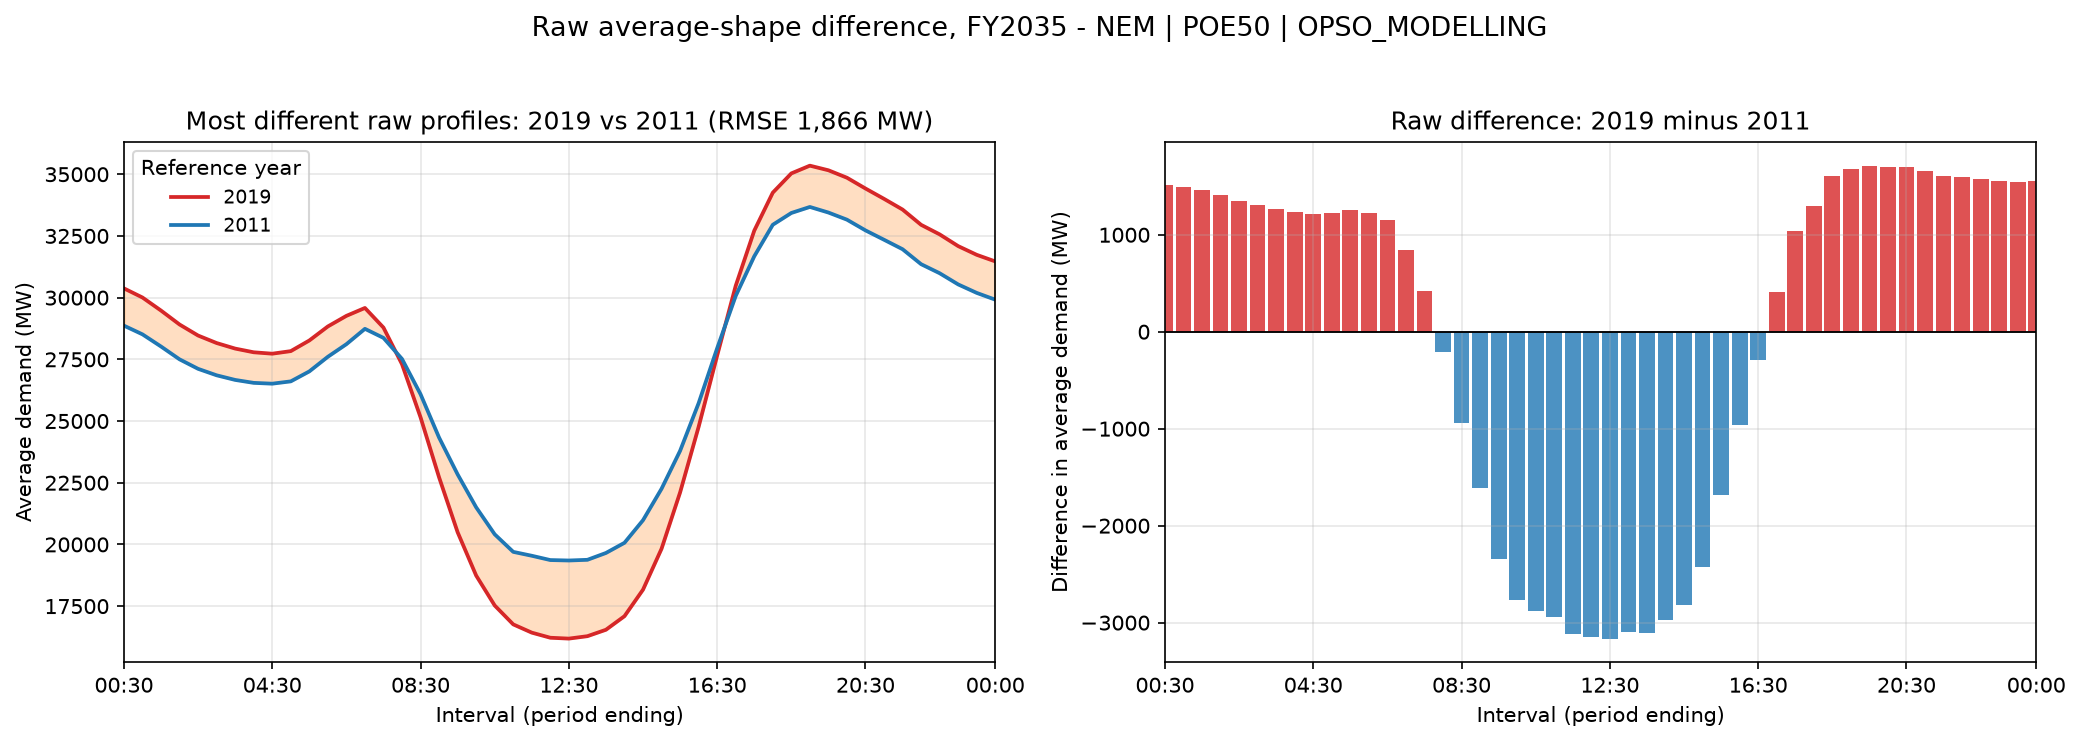 Raw average-shape difference, FY2035 - NEM | POE50 | OPSO_MODELLING
Most different raw profiles: 2019 vs 2011 (RMSE 1,866 MW)
Reference year
2019
2011
Average demand (MW)
35000
32500
30000
27500
25000
22500
20000
17500
00:30 04:30 08:30 12:30 16:30 20:30 00:00
Interval (period ending)
Raw difference: 2019 minus 2011
Difference in average demand (MW)
1000
0
−1000
−2000
−3000
00:30 04:30 08:30 12:30 16:30 20:30 00:00
Interval (period ending)